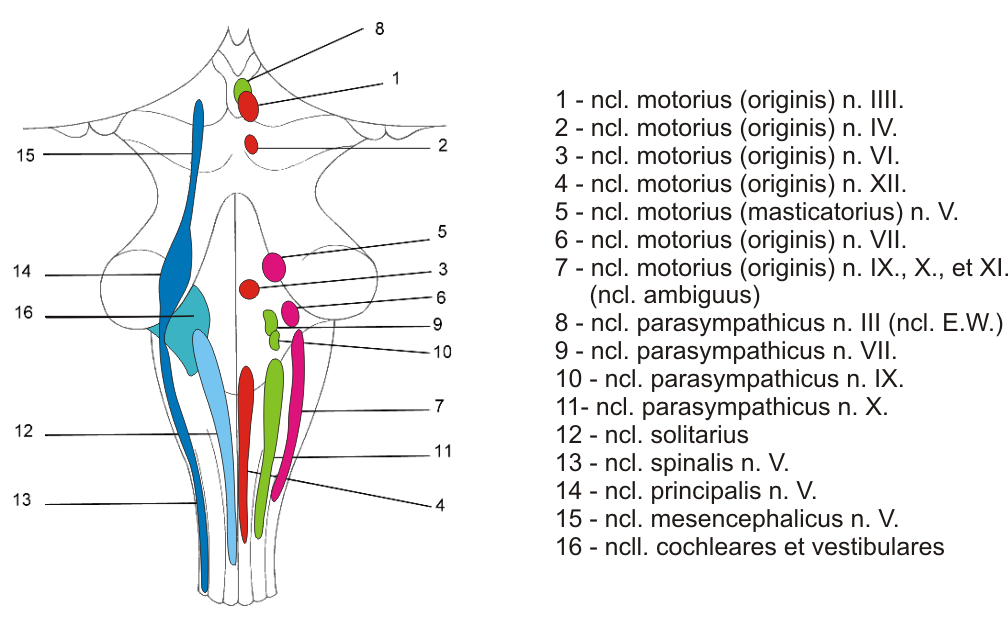 8
1
2
15
5
14
3
6
16
9
10
7
12
11
13
4
1 - ncl. motorius (originis) n. IIII.
2 - ncl. motorius (originis) n. IV.
3 - ncl. motorius (originis) n. VI.
4 - ncl. motorius (originis) n. XII.
5 - ncl. motorius (masticatorius) n. V.
6 - ncl. motorius (originis) n. VII.
7 - ncl. motorius (originis) n. IX., X., et XI.
(ncl. ambiguus)
8 - ncl. parasympathicus n. III (ncl. E.W.)
9 - ncl. parasympathicus n. VII.
10 - ncl. parasympathicus n. IX.
11- ncl. parasympathicus n. X.
12 - ncl. solitarius
13 - ncl. spinalis n. V.
14 - ncl. principalis n. V.
15 - ncl. mesencephalicus n. V.
16 - ncll. cochleares et vestibulares